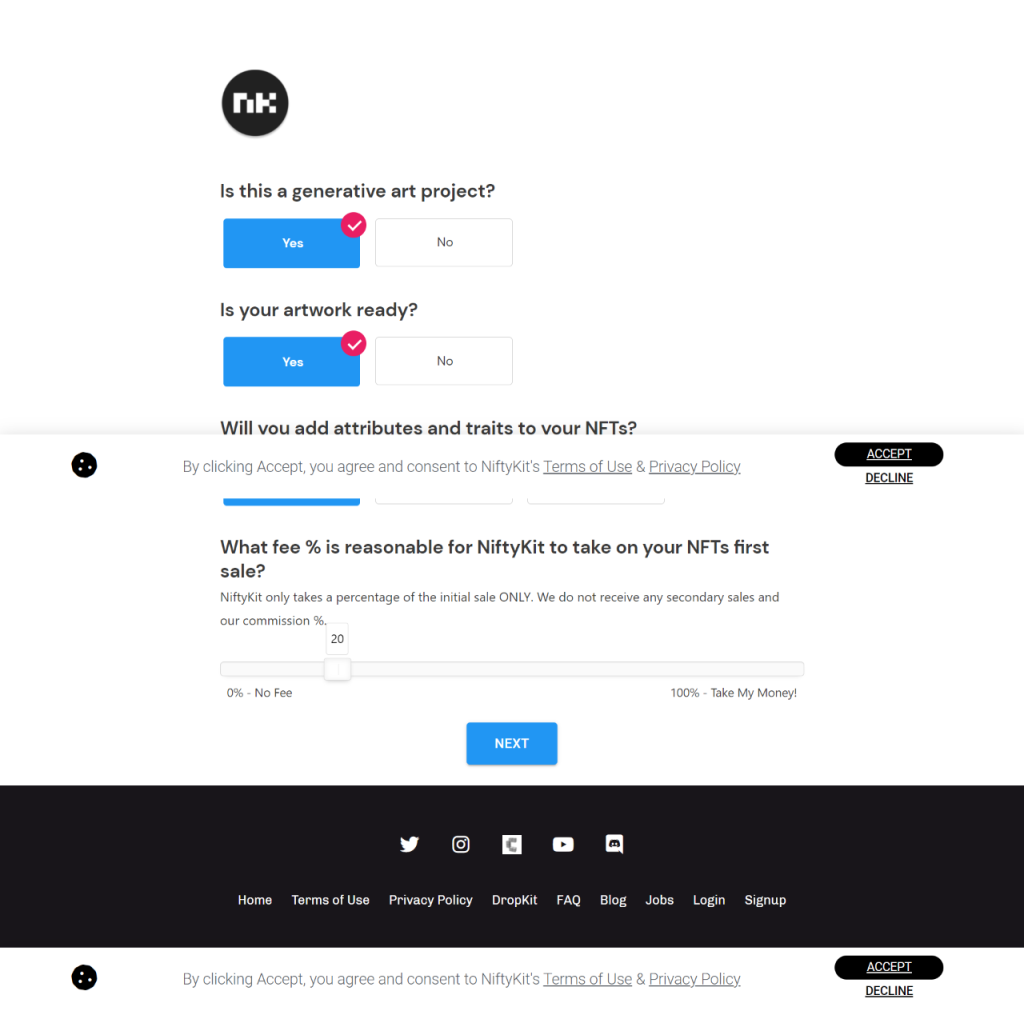 nK
Is this a generative art project?
Yes
No
Is your artwork ready?
Yes
No
Will you add attributes and traits to your NFTs?
By clicking Accept, you agree and consent to NiftyKit's Terms of Use & Privacy Policy
ACCEPT
DECLINE
What fee % is reasonable for NiftyKit to take on your NFTs first
sale?
NiftyKit only takes a percentage of the initial sale ONLY. We do not receive any secondary sales and
our commission %.
20
0% - No Fee
100% - Take My Money!
NEXT
Home
Terms of Use
Privacy Policy
DropKit
FAQ
Blog
Jobs
Login
Signup
By clicking Accept, you agree and consent to NiftyKit's Terms of Use & Privacy Policy
ACCEPT
DECLINE